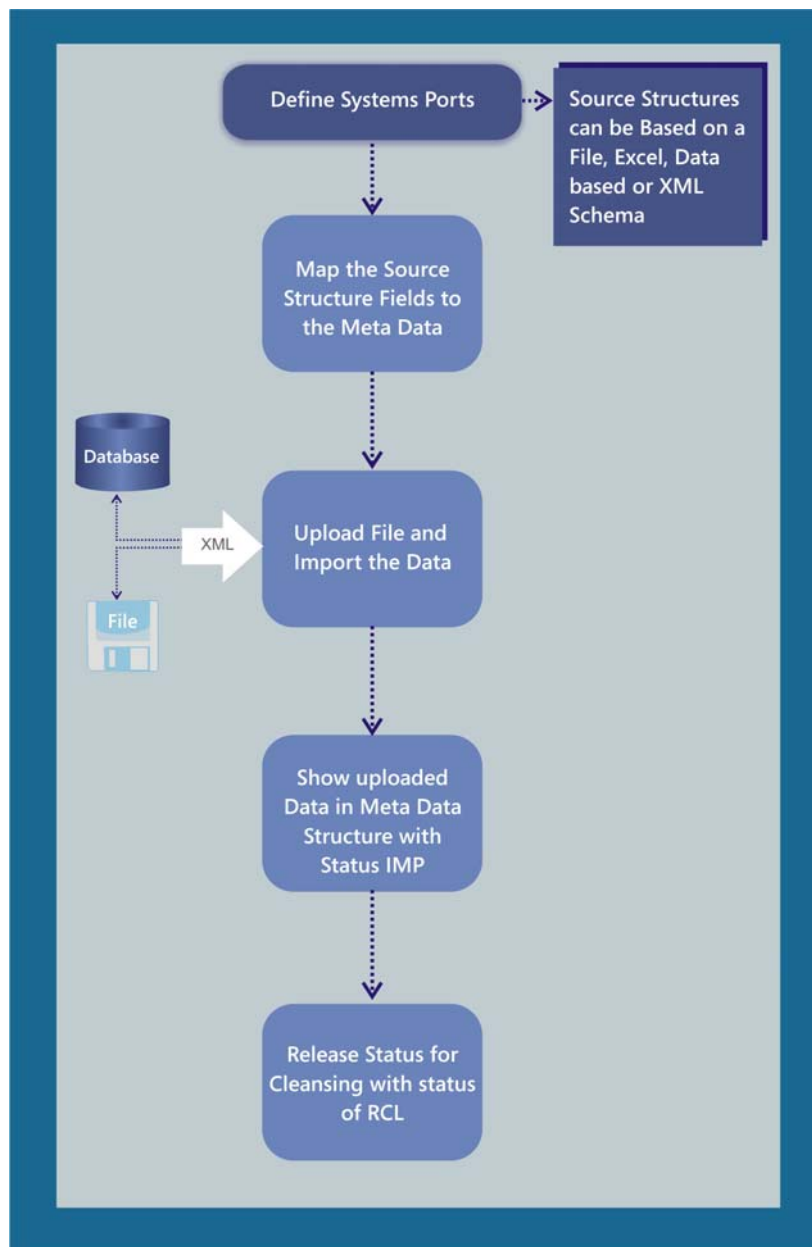 Define Systems Ports
Source Structures
can be Based on a
File, Excel, Data
based or XML
Schema
Map the Source
Structure Fields to
the Meta Data
Database
XML
File
Upload File and
Import the Data
Show uploaded
Data in Meta Data
Structure with
Status IMP
Release Status for
Cleansing with status
of RCL